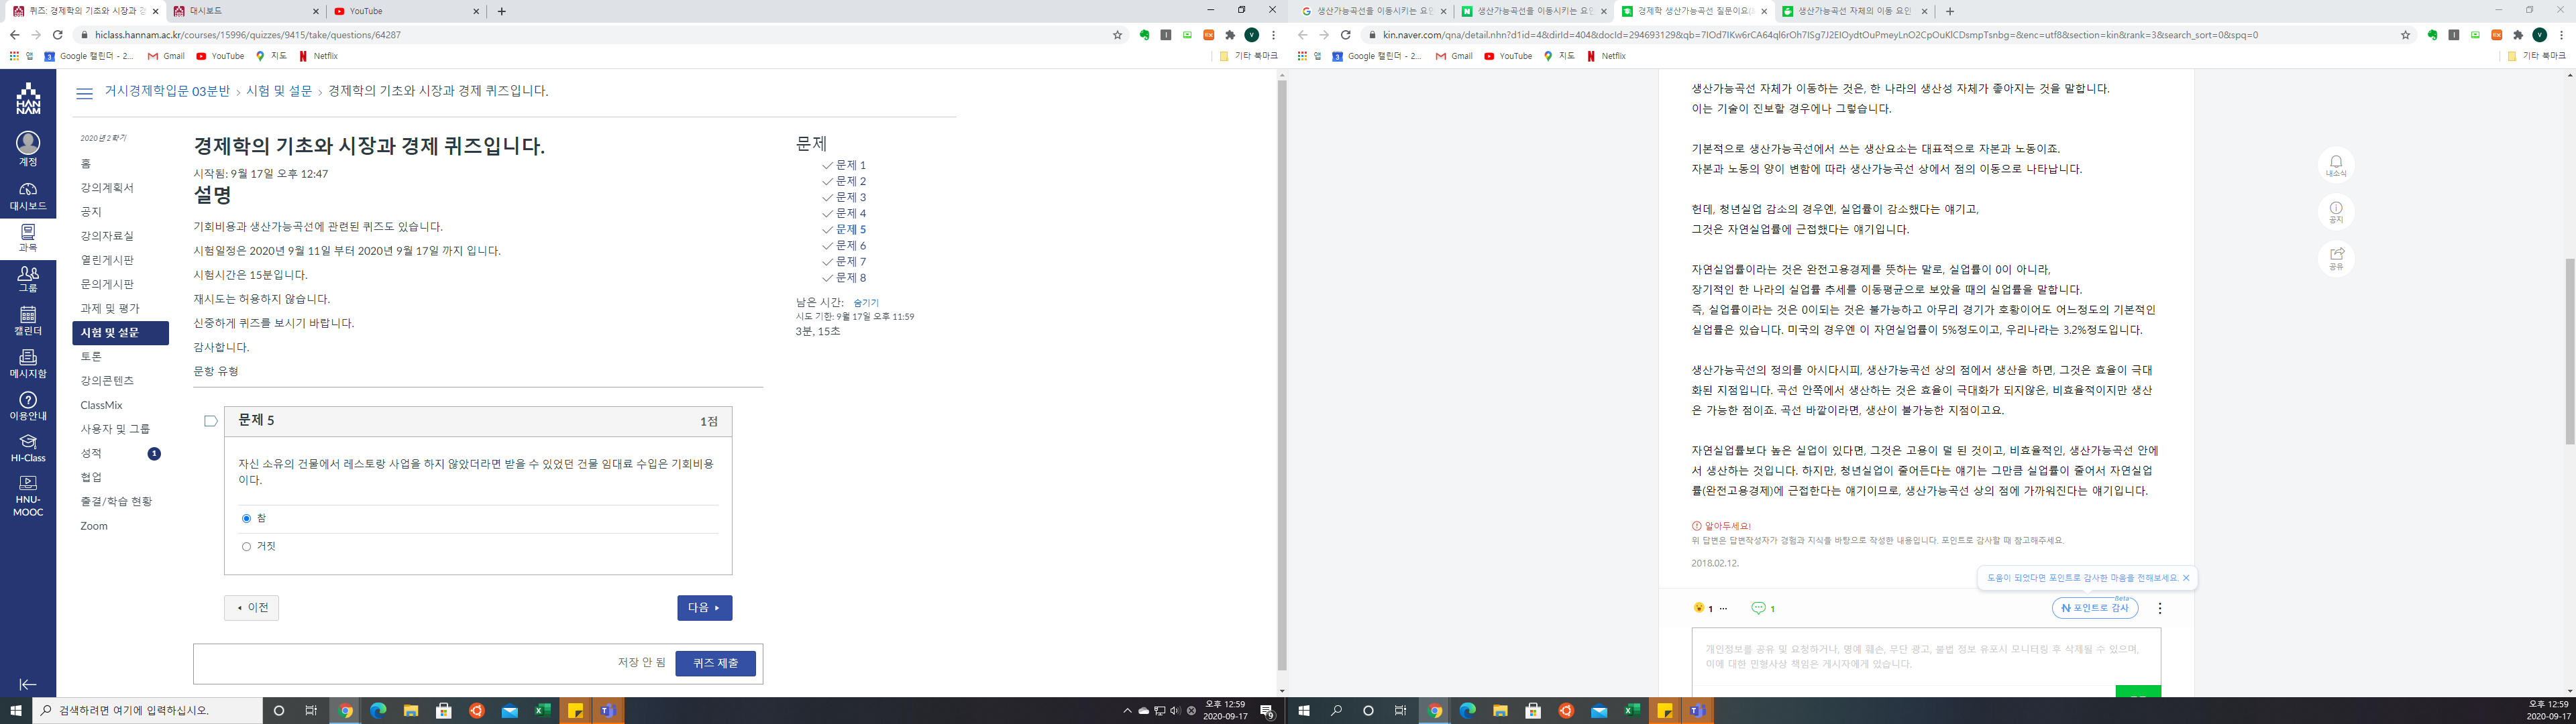 퀴즈: 경제학의 기초와 시장과 경
대시보드
YouTube
hiclass.hannam.ac.kr/courses/15996/quizzes/9415/take/questions/64287
앱
Google 캘린더 - 2...
Gmail
YouTube
지도
Netflix
기타 북마크
HAN
NAM
계정
대시보드
과목
그룹
캘린더
메시지함
이용안내
HI-Class
HNU-
MOOC
거시경제학입문 03분반 › 시험 및 설문 › 경제학의 기초와 시장과 경제 퀴즈입니다.
2020년 2학기
홈
강의계획서
공지
강의자료실
열린게시판
문의게시판
과제 및 평가
시험 및 설문
토론
강의콘텐츠
ClassMix
사용자 및 그룹
성적 1
협업
출결/학습 현황
Zoom
경제학의 기초와 시장과 경제 퀴즈입니다.
시작됨: 9월 17일 오후 12:47
설명
기회비용과 생산가능곡선에 관련된 퀴즈도 있습니다.
시험일정은 2020년 9월 11일 부터 2020년 9월 17일 까지 입니다.
시험시간은 15분입니다.
재시도는 허용하지 않습니다.
신중하게 퀴즈를 보시기 바랍니다.
감사합니다.
문항 유형
문제 5
1점
자신 소유의 건물에서 레스토랑 사업을 하지 않았더라면 받을 수 있었던 건물 임대료 수입은 기회비용
이다.
참
거짓
이전
다음
저장 안 됨
퀴즈 제출
문제
문제 1
문제 2
문제 3
문제 4
문제 5
문제 6
문제 7
문제 8
남은 시간: 숨기기
시도 기한: 9월 17일 오후 11:59
3분, 15초
검색하려면 여기에 입력하십시오.
오후 12:59
2020-09-17
생산가능곡선을 이동시키는 요인
생산가능곡선을 이동시키는 요인
경제학 생산가능곡선 질문이요
생산가능곡선 자체의 이동 요인
앱
Google 캘린더 - 2...
Gmail
YouTube
지도
Netflix
기타 북마크
생산가능곡선 자체가 이동하는 것은, 한 나라의 생산성 자체가 좋아지는 것을 말합니다.
이는 기술이 진보할 경우에나 그렇습니다.
기본적으로 생산가능곡선에서 쓰는 생산요소는 대표적으로 자본과 노동이죠.
자본과 노동의 양이 변함에 따라 생산가능곡선 상에서 점의 이동으로 나타납니다.
헌데, 청년실업 감소의 경우엔, 실업률이 감소했다는 얘기고,
그것은 자연실업률에 근접했다는 얘기입니다.
자연실업률이라는 것은 완전고용경제를 뜻하는 말로, 실업률이 0이 아니라,
장기적인 한 나라의 실업률 추세를 이동평균으로 보았을 때의 실업률을 말합니다.
즉, 실업률이라는 것은 0이되는 것은 불가능하고 아무리 경기가 호황이어도 어느정도의 기본적인
실업률은 있습니다. 미국의 경우엔 이 자연실업률이 5%정도이고, 우리나라는 3.2%정도입니다.
생산가능곡선의 정의를 아시다시피, 생산가능곡선 상의 점에서 생산을 하면, 그것은 효율이 극대
화된 지점입니다. 곡선 안쪽에서 생산하는 것은 효율이 극대화가 되지않은, 비효율적이지만 생산
은 가능한 점이죠. 곡선 바깥이라면, 생산이 불가능한 지점이고요.
자연실업률보다 높은 실업이 있다면, 그것은 고용이 덜 된 것이고, 비효율적인, 생산가능곡선 안에
서 생산하는 것입니다. 하지만, 청년실업이 줄어든다는 얘기는 그만큼 실업률이 줄어서 자연실업
률(완전고용경제)에 근접한다는 얘기이므로, 생산가능곡선 상의 점에 가까워진다는 얘기입니다.
알아두세요!
위 답변은 답변작성자가 경험과 지식을 바탕으로 작성한 내용입니다. 포인트로 감사할 때 참고해주세요.
2018.02.12.
도움이 되었다면 포인트로 감사한 마음을 전해보세요.
1
1
Beta
포인트로 감사
개인정보를 공유 및 요청하거나, 명예 훼손, 무단 광고, 불법 정보 유포시 모니터링 후 삭제될 수 있으며,
이에 대한 민형사상 책임은 게시자에게 있습니다.
내소식
공지
공유
오후 12:59
2020-09-17